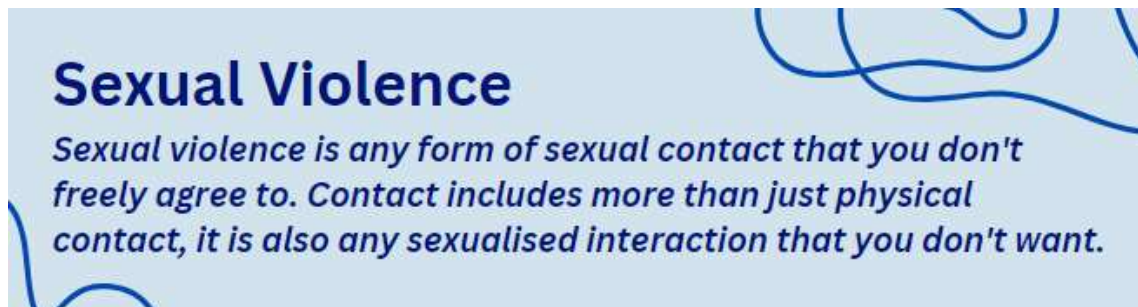 Sexual Violence
Sexual violence is any form of sexual contact that you don't
freely agree to. Contact includes more than just physical
contact, it is also any sexualised interaction that you don't want.